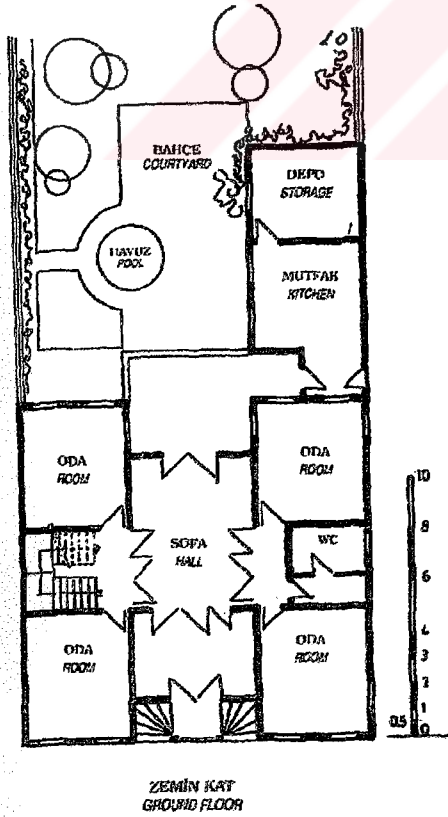 BAHÇE
COURTYARD
DEPO
STORAGE
HAVUZ
POOL
MUTFAK
KITCHEN
ODA
ROOM
ODA
ROOM
SOFA
HALL
WC
ODA
ROOM
ODA
ROOM
10
8
6
4
3
2
1
0.5
0
ZEMİN KAT
GROUND FLOOR